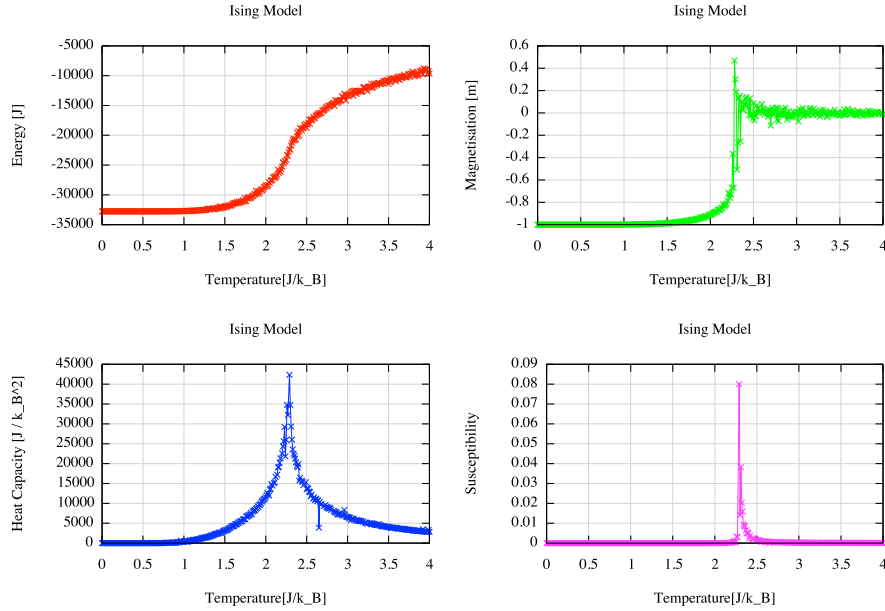 Ising Model
Energy [J]
-5000
-10000
-15000
-20000
-25000
-30000
-35000
0 0.5 1 1.5 2 2.5 3 3.5 4
Temperature[J/k_B]
Ising Model
Magnetisation [m]
0.6
0.4
0.2
0
-0.2
-0.4
-0.6
-0.8
-1
0 0.5 1 1.5 2 2.5 3 3.5 4
Temperature[J/k_B]
Ising Model
Heat Capacity [J / k_B^2]
45000
40000
35000
30000
25000
20000
15000
10000
5000
0
0 0.5 1 1.5 2 2.5 3 3.5 4
Temperature[J/k_B]
Ising Model
Susceptibility
0.09
0.08
0.07
0.06
0.05
0.04
0.03
0.02
0.01
0
0 0.5 1 1.5 2 2.5 3 3.5 4
Temperature[J/k_B]